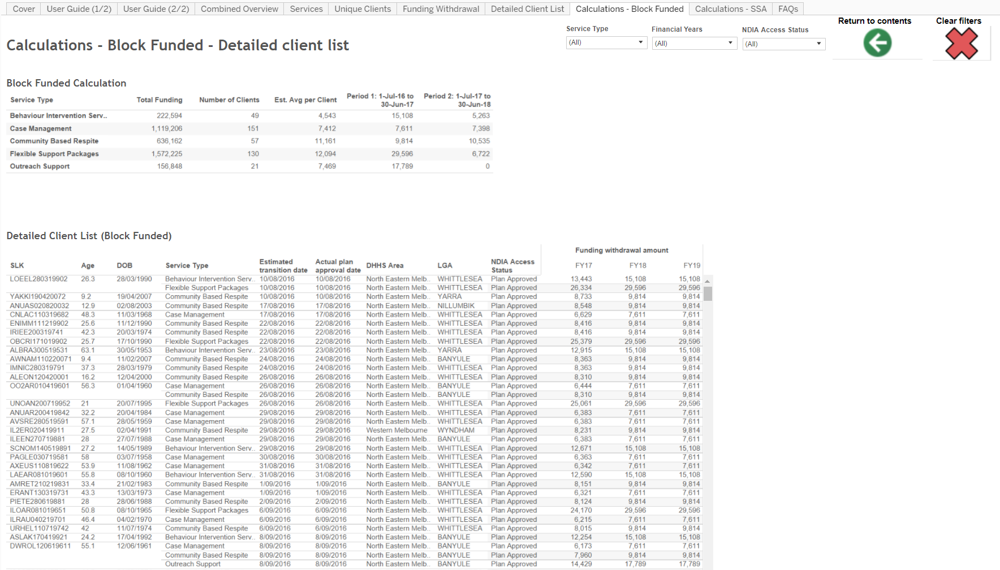 Cover User Guide (1/2) User Guide (2/2) Combined Overview Services Unique Clients Funding Withdrawal Detailed Client List Calculations - Block Funded Calculations - SSA FAQs
Service Type Financial Years NDIA Access Status Return to contents Clear filters
(All) (All) (All)
Calculations - Block Funded - Detailed client list
Block Funded Calculation
Service Type Total Funding Number of Clients Est. Avg per Client Period 1: 1-Jul-16 to 30-Jun-17 Period 2: 1-Jul-17 to 30-Jun-18
Behaviour Intervention Serv.. 222,594 49 4,543 15,108 5,263
Case Management 1,119,206 151 7,412 7,611 7,398
Community Based Respite 636,162 57 11,161 9,814 10,535
Flexible Support Packages 1,572,225 130 12,094 29,596 6,722
Outreach Support 156,848 21 7,469 17,789 0
Detailed Client List (Block Funded)
Funding withdrawal amount
SLK Age DOB Service Type Estimated transition date Actual plan approval date DHHS Area LGA NDIA Access Status FY17 FY18 FY19
LOEEL280319902 26.3 28/03/1990 Behaviour Intervention Serv.. 10/08/2016 10/08/2016 North Eastern Melb.. WHITTLESEA Plan Approved 13,443 15,108 15,108
Flexible Support Packages 10/08/2016 10/08/2016 North Eastern Melb.. WHITTLESEA Plan Approved 26,334 29,596 29,596
YAKKI190420072 9.2 19/04/2007 Community Based Respite 10/08/2016 10/08/2016 North Eastern Melb.. YARRA Plan Approved 8,733 9,814 9,814
ANUAS020820032 12.9 02/08/2003 Community Based Respite 17/08/2016 17/08/2016 North Eastern Melb.. NILLUMBIK Plan Approved 8,548 9,814 9,814
CNLAC110319682 48.3 11/03/1968 Case Management 17/08/2016 17/08/2016 North Eastern Melb.. WHITTLESEA Plan Approved 6,629 7,611 7,611
ENIMM111219902 25.6 11/12/1990 Community Based Respite 22/08/2016 22/08/2016 North Eastern Melb.. WHITTLESEA Plan Approved 8,416 9,814 9,814
IRIEE200319741 42.3 20/03/1974 Community Based Respite 22/08/2016 22/08/2016 North Eastern Melb.. WHITTLESEA Plan Approved 8,416 9,814 9,814
OBCRI171019902 25.7 17/10/1990 Flexible Support Packages 22/08/2016 22/08/2016 North Eastern Melb.. WHITTLESEA Plan Approved 25,379 29,596 29,596
ALBRA300519531 63.1 30/05/1953 Behaviour Intervention Serv.. 23/08/2016 23/08/2016 North Eastern Melb.. YARRA Plan Approved 12,915 15,108 15,108
AWNAM110220071 9.4 11/02/2007 Community Based Respite 24/08/2016 24/08/2016 North Eastern Melb.. BANYULE Plan Approved 8,363 9,814 9,814
IMNIC280319791 37.3 28/03/1979 Community Based Respite 24/08/2016 24/08/2016 North Eastern Melb.. WHITTLESEA Plan Approved 8,363 9,814 9,814
ALEON120420001 16.2 12/04/2000 Community Based Respite 26/08/2016 26/08/2016 North Eastern Melb.. WHITTLESEA Plan Approved 8,310 9,814 9,814
OO2AR010419601 56.3 01/04/1960 Case Management 26/08/2016 26/08/2016 North Eastern Melb.. BANYULE Plan Approved 6,444 7,611 7,611
Community Based Respite 26/08/2016 26/08/2016 North Eastern Melb.. BANYULE Plan Approved 8,310 9,814 9,814
UNOAN200719952 21 20/07/1995 Flexible Support Packages 26/08/2016 26/08/2016 North Eastern Melb.. WHITTLESEA Plan Approved 25,061 29,596 29,596
ANUAR200419842 32.2 20/04/1984 Case Management 29/08/2016 29/08/2016 North Eastern Melb.. WHITTLESEA Plan Approved 6,383 7,611 7,611
AVSRE280519591 57.1 28/05/1959 Case Management 29/08/2016 29/08/2016 North Eastern Melb.. WHITTLESEA Plan Approved 6,383 7,611 7,611
IL2ER020419911 27.5 02/04/1991 Community Based Respite 29/08/2016 29/08/2016 Western Melbourne WYNDHAM Plan Approved 8,231 9,814 9,814
ILEEN270719881 28 27/07/1988 Case Management 29/08/2016 29/08/2016 North Eastern Melb.. BANYULE Plan Approved 6,383 7,611 7,611
SCNOM140519891 27.2 14/05/1989 Behaviour Intervention Serv.. 29/08/2016 29/08/2016 North Eastern Melb.. WHITTLESEA Plan Approved 12,671 15,108 15,108
PAGLE030719581 58 03/07/1958 Case Management 30/08/2016 30/08/2016 North Eastern Melb.. WHITTLESEA Plan Approved 6,363 7,611 7,611
AXEUS110819622 53.9 11/08/1962 Case Management 31/08/2016 31/08/2016 North Eastern Melb.. WHITTLESEA Plan Approved 6,342 7,611 7,611
LAEAR081019601 55.8 08/10/1960 Behaviour Intervention Serv.. 31/08/2016 31/08/2016 North Eastern Melb.. WHITTLESEA Plan Approved 12,590 15,108 15,108
AMRET210219831 33.4 21/02/1983 Community Based Respite 1/09/2016 1/09/2016 North Eastern Melb.. BANYULE Plan Approved 8,151 9,814 9,814
ERANT130319731 43.3 13/03/1973 Case Management 1/09/2016 1/09/2016 North Eastern Melb.. WHITTLESEA Plan Approved 6,321 7,611 7,611
PIETE280619881 28 28/06/1988 Community Based Respite 2/09/2016 2/09/2016 North Eastern Melb.. WHITTLESEA Plan Approved 8,124 9,814 9,814
ILOAR081019651 50.8 08/10/1965 Flexible Support Packages 6/09/2016 6/09/2016 North Eastern Melb.. WHITTLESEA Plan Approved 24,170 29,596 29,596
ILRAU040219701 46.4 04/02/1970 Case Management 6/09/2016 6/09/2016 North Eastern Melb.. WHITTLESEA Plan Approved 6,215 7,611 7,611
URHEL110719742 42 11/07/1974 Community Based Respite 6/09/2016 6/09/2016 North Eastern Melb.. WHITTLESEA Plan Approved 8,015 9,814 9,814
ASLAK170419921 24.2 17/04/1992 Behaviour Intervention Serv.. 8/09/2016 8/09/2016 North Eastern Melb.. BANYULE Plan Approved 12,254 15,108 15,108
DWROL120619611 55.1 12/06/1961 Case Management 8/09/2016 8/09/2016 North Eastern Melb.. BANYULE Plan Approved 6,173 7,611 7,611
Community Based Respite 8/09/2016 8/09/2016 North Eastern Melb.. BANYULE Plan Approved 7,960 9,814 9,814
Outreach Support 8/09/2016 8/09/2016 North Eastern Melb.. BANYULE Plan Approved 14,429 17,789 17,789